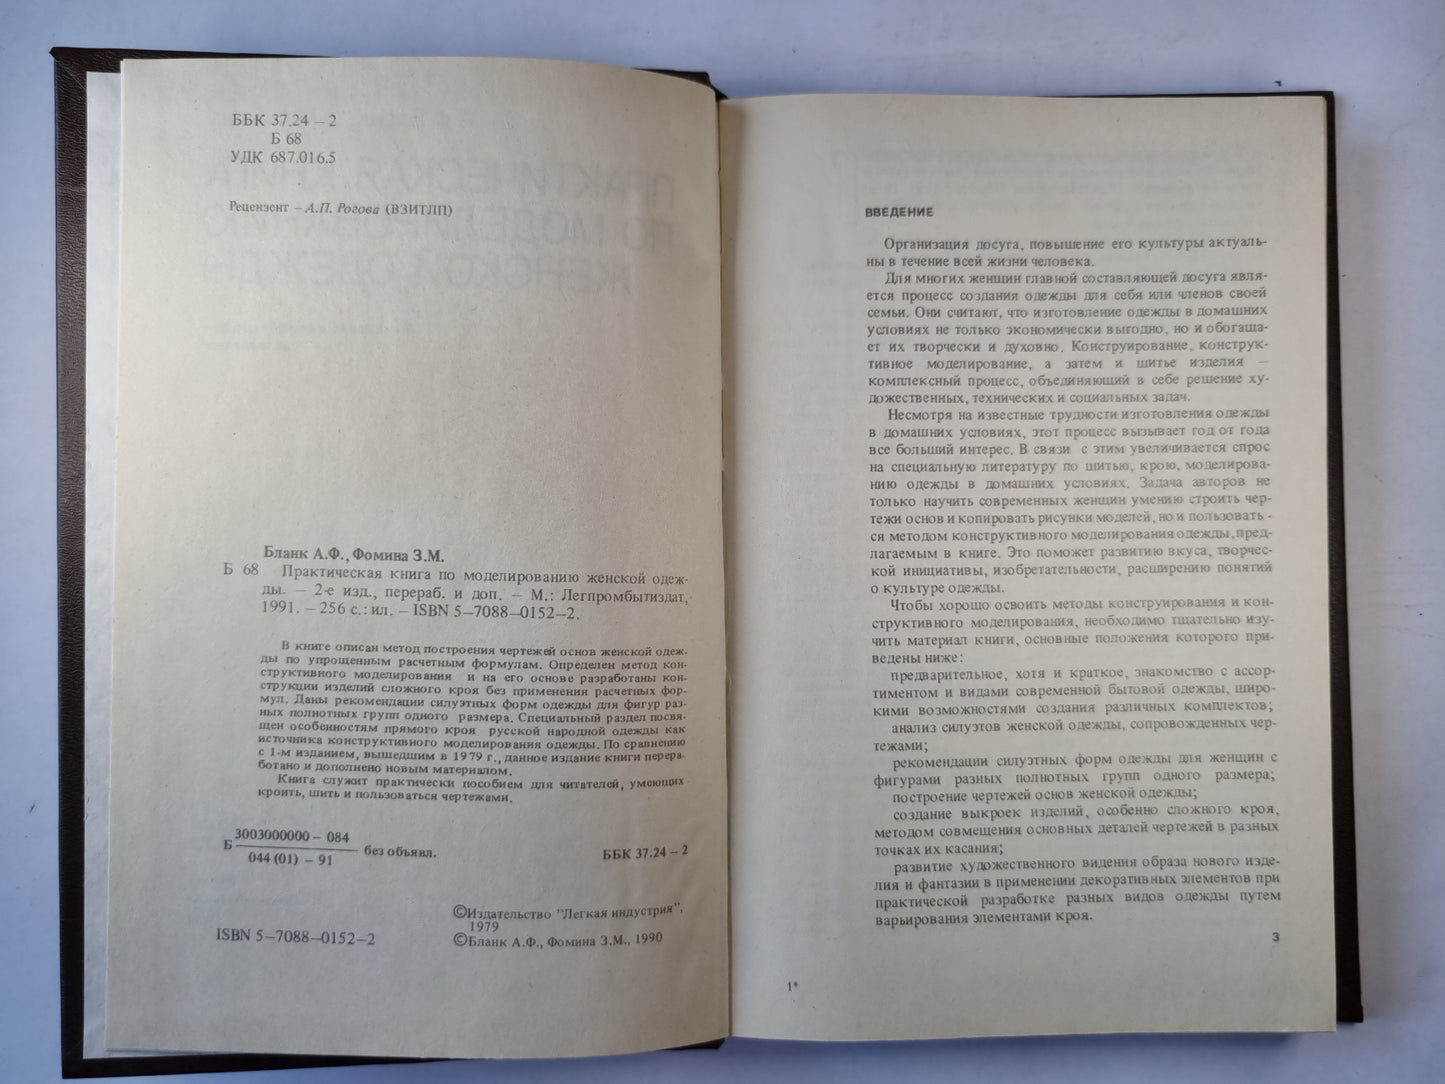 ББК 37.24 – 2
Б 68
УДК 687.016.5
Рецензент – А.П. Рогова (ВЗИТЛП)
Бланк А.Ф., Фомина З.М.
Б 68 Практическая книга по моделированию женской одеж-
ды. – 2-е изд., перераб. и доп. – М.: Легпромбытиздат,
1991. – 256 с.: ил. – ISBN 5–7088–0152–2.
В книге описан метод построения чертежей основ женской одеж-
ды по упрощенным расчетным формулам. Определен метод кон-
структивного моделирования и на его основе разработаны кон-
струкции изделий сложного кроя без применения расчетных фор-
мул. Даны рекомендации силуэтных форм одежды для фигур раз-
ных полнотных групп одного размера. Специальный раздел посвя-
щен особенностям прямого кроя русской народной одежды как
источника конструктивного моделирования одежды. По сравнению
с 1-м изданием, вышедшим в 1979 г., данное издание книги перера-
ботано и дополнено новым материалом.
Книга служит практически пособием для читателей, умеющих
кроить, шить и пользоваться чертежами.
Б 3003000000 – 084
044 (01) – 91 без объявл.
ББК 37.24 – 2
©Издательство "Легкая индустрия",
1979
ISBN 5–7088–0152–2
©Бланк А.Ф., Фомина З.М., 1990
ВВЕДЕНИЕ
Организация досуга, повышение его культуры актуаль-
ны в течение всей жизни человека.
Для многих женщин главной составляющей досуга явля-
ется процесс создания одежды для себя или членов своей
семьи. Они считают, что изготовление одежды в домашних
условиях не только экономически выгодно, но и обогаща-
ет их творчески и духовно. Конструирование, конструк-
тивное моделирование, а затем и шитье изделия –
комплексный процесс, объединяющий в себе решение ху-
дожественных, технических и социальных задач.
Несмотря на известные трудности изготовления одежды
в домашних условиях, этот процесс вызывает год от года
все больший интерес. В связи с этим увеличивается спрос
на специальную литературу по шитью, крою, моделирова-
нию одежды в домашних условиях. Задача авторов не
только научить современных женщин умению строить чер-
тежи основ и копировать рисунки моделей, но и пользовать-
ся методом конструктивного моделирования одежды, пред-
лагаемым в книге. Это поможет развитию вкуса, творчес-
кой инициативы, изобретательности, расширению понятий
о культуре одежды.
Чтобы хорошо освоить методы конструирования и кон-
структивного моделирования, необходимо тщательно изу-
чить материал книги, основные положения которого при-
ведены ниже:
предварительное, хотя и краткое, знакомство с ассор-
тиментом и видами современной бытовой одежды, широ-
кими возможностями создания различных комплектов;
анализ силуэтов женской одежды, сопровожденных чер-
тежами;
рекомендации силуэтных форм одежды для женщин с
фигурами разных полнотных групп одного размера;
построение чертежей основ женской одежды;
создание выкроек изделий, особенно сложного кроя,
методом совмещения основных деталей чертежей в разных
точках их касания;
развитие художественного видения образа нового изде-
лия и фантазии в применении декоративных элементов при
практической разработке разных видов одежды путем
варьирования элементами кроя.
3
1*